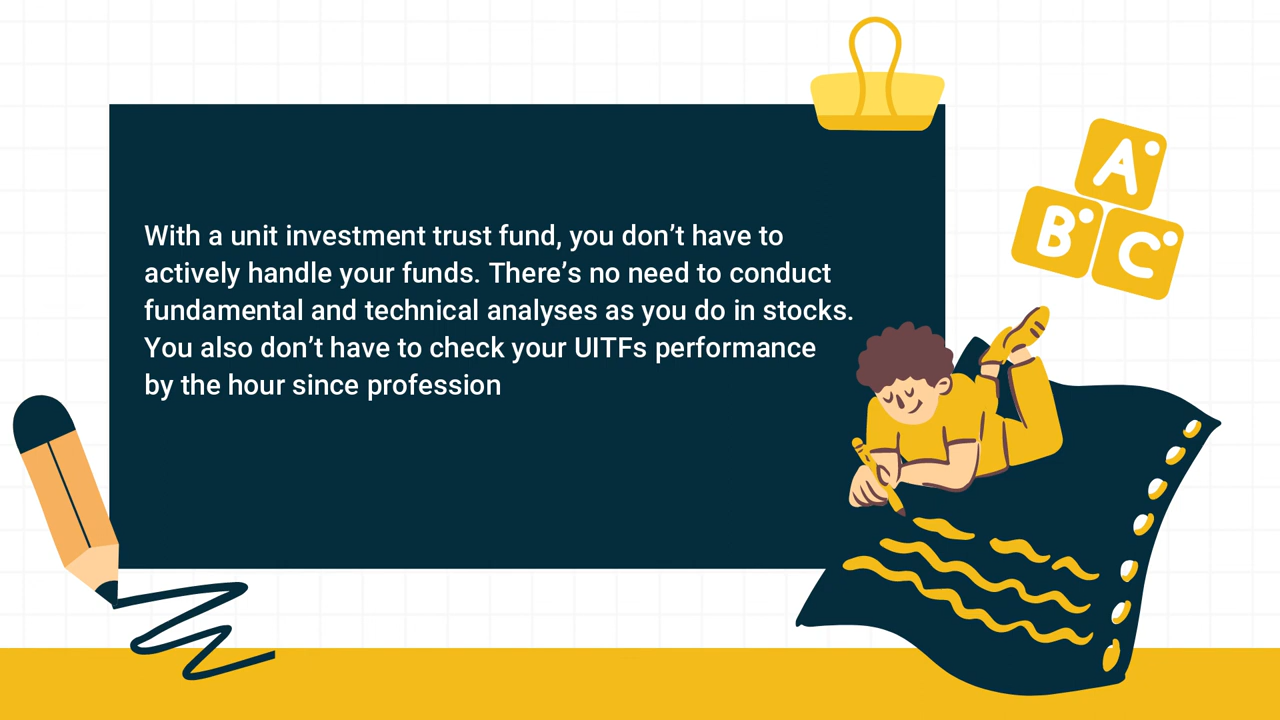 With a unit investment trust fund, you don’t have to
actively handle your funds. There’s no need to conduct
fundamental and technical analyses as you do in stocks.
You also don’t have to check your UITFs performance
by the hour since profession
A
B C